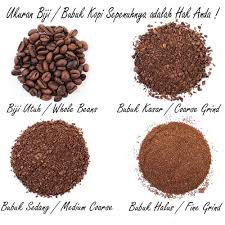 Ukuran Biji / Bubuk Kopi Sepenuhnya adalah Hak Anda !
Biji Utuh / Whole Beans
Bubuk Kasar / Coarse Grind
Bubuk Sedang / Medium Coarse
Bubuk Halus / Fine Grind